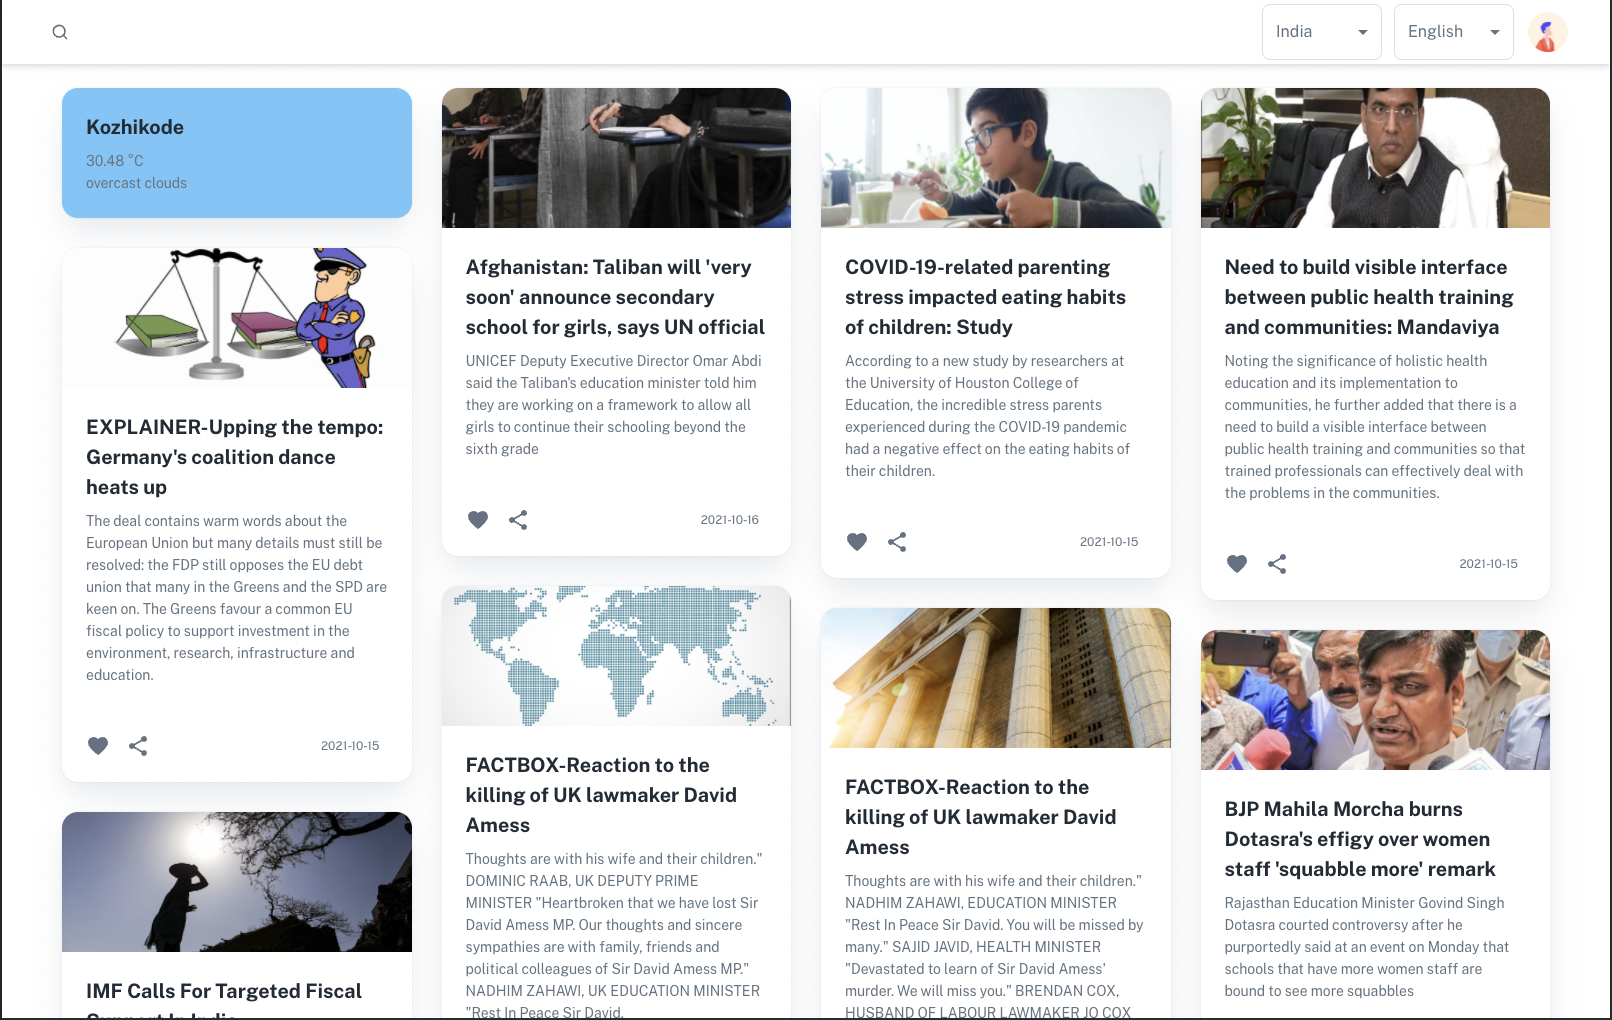 India
English
Kozhikode
30.48 °C
overcast clouds
EXPLAINER-Upping the tempo:
Germany's coalition dance
heats up
The deal contains warm words about the
European Union but many details must still be
resolved: the FDP still opposes the EU debt
union that many in the Greens and the SPD are
keen on. The Greens favour a common EU
fiscal policy to support investment in the
environment, research, infrastructure and
education.
2021-10-15
IMF Calls For Targeted Fiscal
Support In India
Afghanistan: Taliban will 'very
soon' announce secondary
school for girls, says UN official
UNICEF Deputy Executive Director Omar Abdi
said the Taliban's education minister told him
they are working on a framework to allow all
girls to continue their schooling beyond the
sixth grade
2021-10-16
FACTBOX-Reaction to the
killing of UK lawmaker David
Amess
Thoughts are with his wife and their children."
DOMINIC RAAB, UK DEPUTY PRIME
MINISTER "Heartbroken that we have lost Sir
David Amess MP. Our thoughts and sincere
sympathies are with family, friends and
political colleagues of Sir David Amess MP."
NADHIM ZAHAWI, UK EDUCATION MINISTER
"Rest In Peace Sir David.
COVID-19-related parenting
stress impacted eating habits
of children: Study
According to a new study by researchers at
the University of Houston College of
Education, the incredible stress parents
experienced during the COVID-19 pandemic
had a negative effect on the eating habits of
their children.
2021-10-15
FACTBOX-Reaction to the
killing of UK lawmaker David
Amess
Thoughts are with his wife and their children."
NADHIM ZAHAWI, EDUCATION MINISTER
"Rest In Peace Sir David. You will be missed by
many." SAJID JAVID, HEALTH MINISTER
"Devastated to learn of Sir David Amess'
murder. We will miss you." BRENDAN COX,
HUSBAND OF LABOUR LAWMAKER JO COX
Need to build visible interface
between public health training
and communities: Mandaviya
Noting the significance of holistic health
education and its implementation to
communities, he further added that there is a
need to build a visible interface between
public health training and communities so that
trained professionals can effectively deal with
the problems in the communities.
2021-10-15
BJP Mahila Morcha burns
Dotasra's effigy over women
staff 'squabble more' remark
Rajasthan Education Minister Govind Singh
Dotasra courted controversy after he
purportedly said at an event on Monday that
schools that have more women staff are
bound to see more squabbles